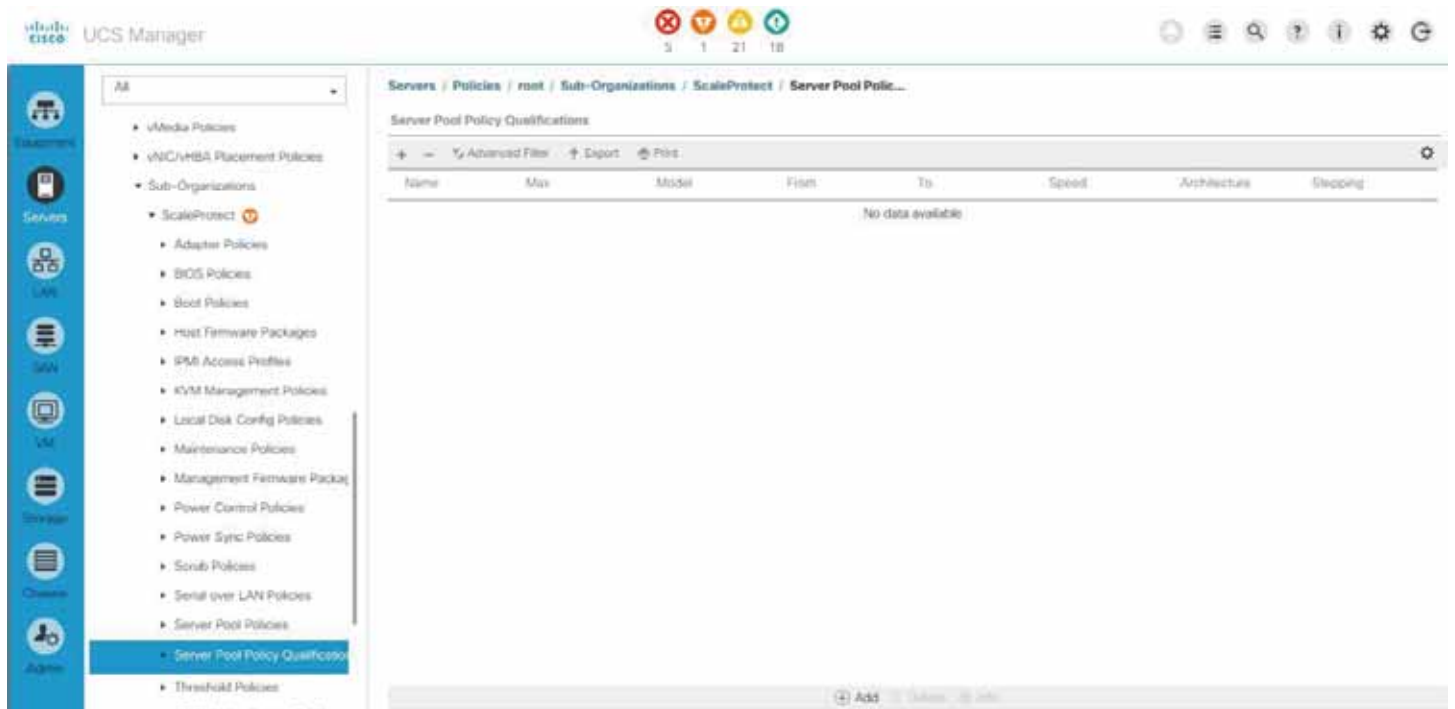 cisco UCS Manager
5 1 21 18
Equipment
Servers
LAN
SAN
VM
Storage
Chassis
Admin
All
vMedia Policies
vNIC/vHBA Placement Policies
Sub-Organizations
ScaleProtect
Adapter Policies
BIOS Policies
Boot Policies
Host Firmware Packages
IPMI Access Profiles
KVM Management Policies
Local Disk Config Policies
Maintenance Policies
Management Firmware Packag
Power Control Policies
Power Sync Policies
Scrub Policies
Serial over LAN Policies
Server Pool Policies
Server Pool Policy Qualification
Threshold Policies
Servers / Policies / root / Sub-Organizations / ScaleProtect / Server Pool Polic...
Server Pool Policy Qualifications
+ − Advanced Filter Export Print
Name Max Model From To Speed Architecture Stepping
No data available
Add Delete Info